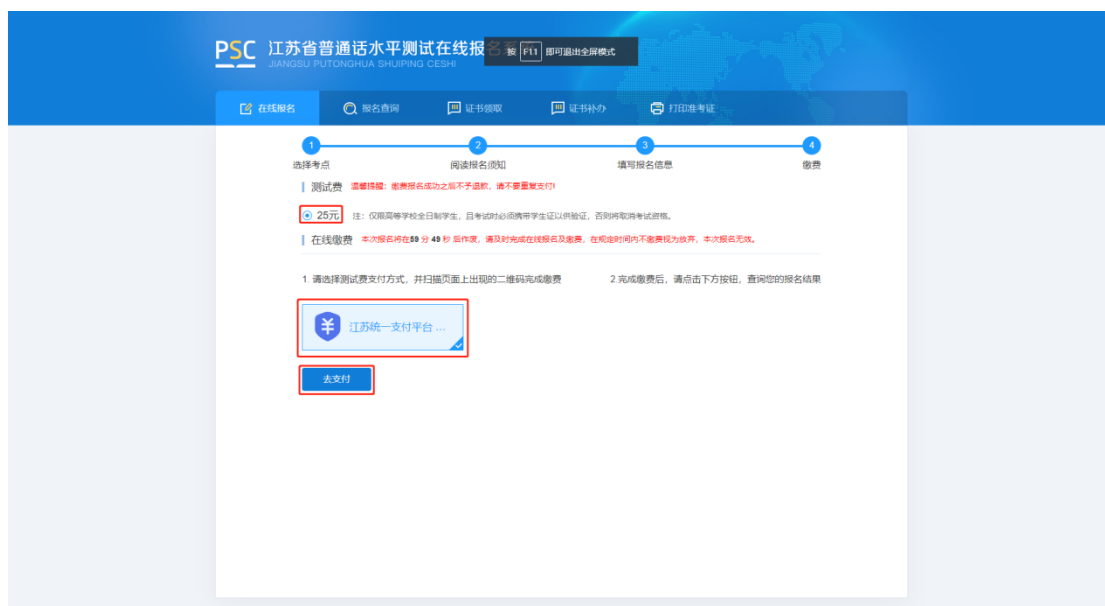 PSC 江苏省普通话水平测试在线报
JIANGSU PUTONGHUA SHUIPING CESHI
按 F11 即可退出全屏模式
在线报名 报名查询 证书领取 证书补办 打印准考证
1 2 3 4
选择考点 阅读报名须知 填写报名信息 缴费
测试费 温馨提醒：缴费报名成功之后不予退款，请不要重复支付!
25元 注：仅限高等学校全日制学生，且考试时必须携带学生证以供验证，否则将取消考试资格。
在线缴费 本次报名将在59 分 49 秒 后作废，请及时完成在线报名及缴费，在规定时间内不缴费视为放弃，本次报名无效。
1. 请选择测试费支付方式，并扫描页面上出现的二维码完成缴费 2.完成缴费后，请点击下方按钮，查询您的报名结果
¥ 江苏统一支付平台 ...
去支付